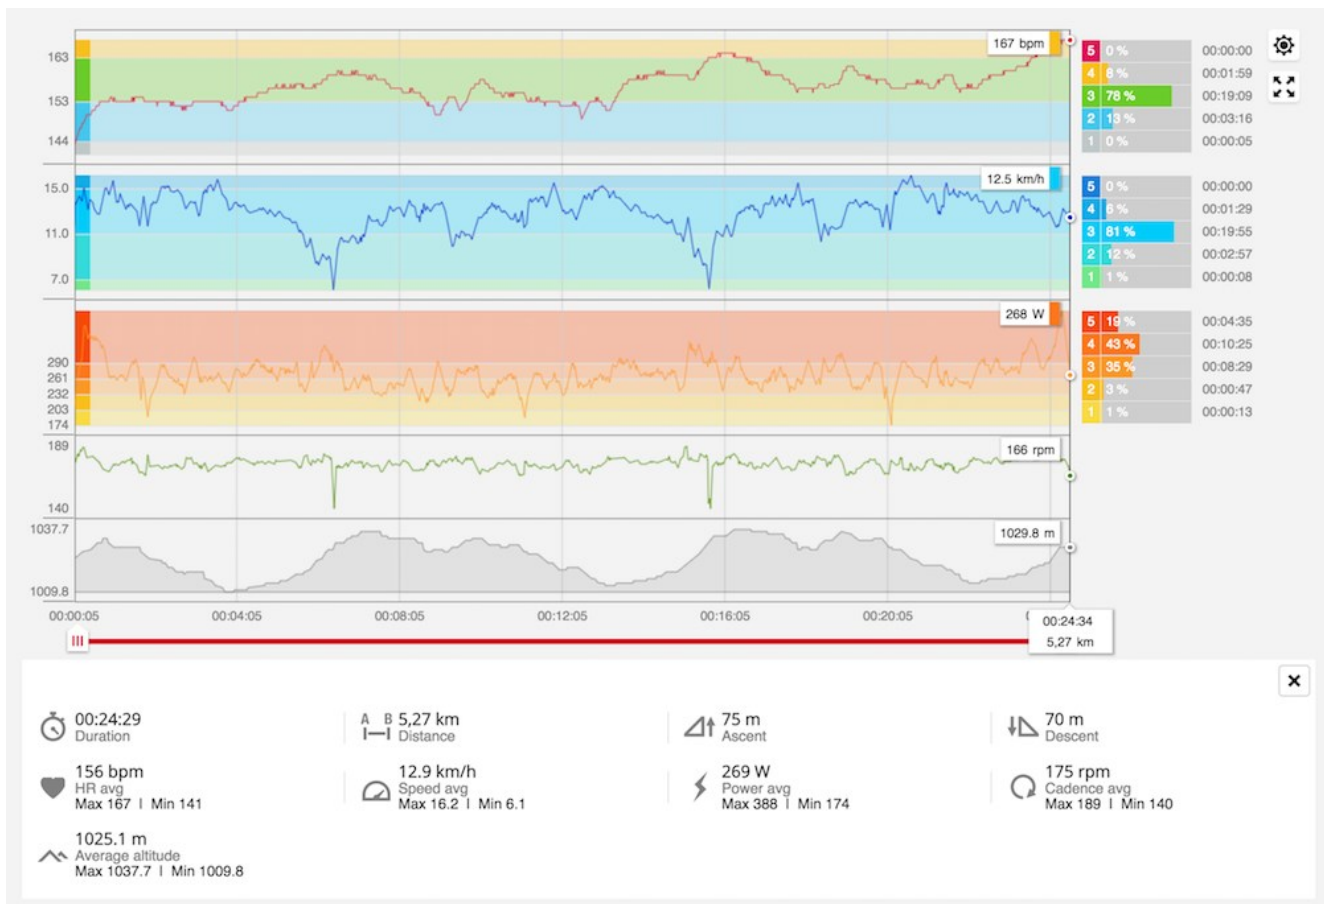 163
153
144
167 bpm
5 0 % 00:00:00
4 8 % 00:01:59
3 78 % 00:19:09
2 13 % 00:03:16
1 0 % 00:00:05
15.0
11.0
7.0
12.5 km/h
5 0 % 00:00:00
4 6 % 00:01:29
3 81 % 00:19:55
2 12 % 00:02:57
1 1 % 00:00:08
290
261
232
203
174
268 W
5 19 % 00:04:35
4 43 % 00:10:25
3 35 % 00:08:29
2 3 % 00:00:47
1 1 % 00:00:13
189
140
166 rpm
1037.7
1009.8
1029.8 m
00:00:05 00:04:05 00:08:05 00:12:05 00:16:05 00:20:05
00:24:34
5,27 km
00:24:29
Duration
A B
5,27 km
Distance
75 m
Ascent
70 m
Descent
156 bpm
HR avg
Max 167 | Min 141
12.9 km/h
Speed avg
Max 16.2 | Min 6.1
269 W
Power avg
Max 388 | Min 174
175 rpm
Cadence avg
Max 189 | Min 140
1025.1 m
Average altitude
Max 1037.7 | Min 1009.8